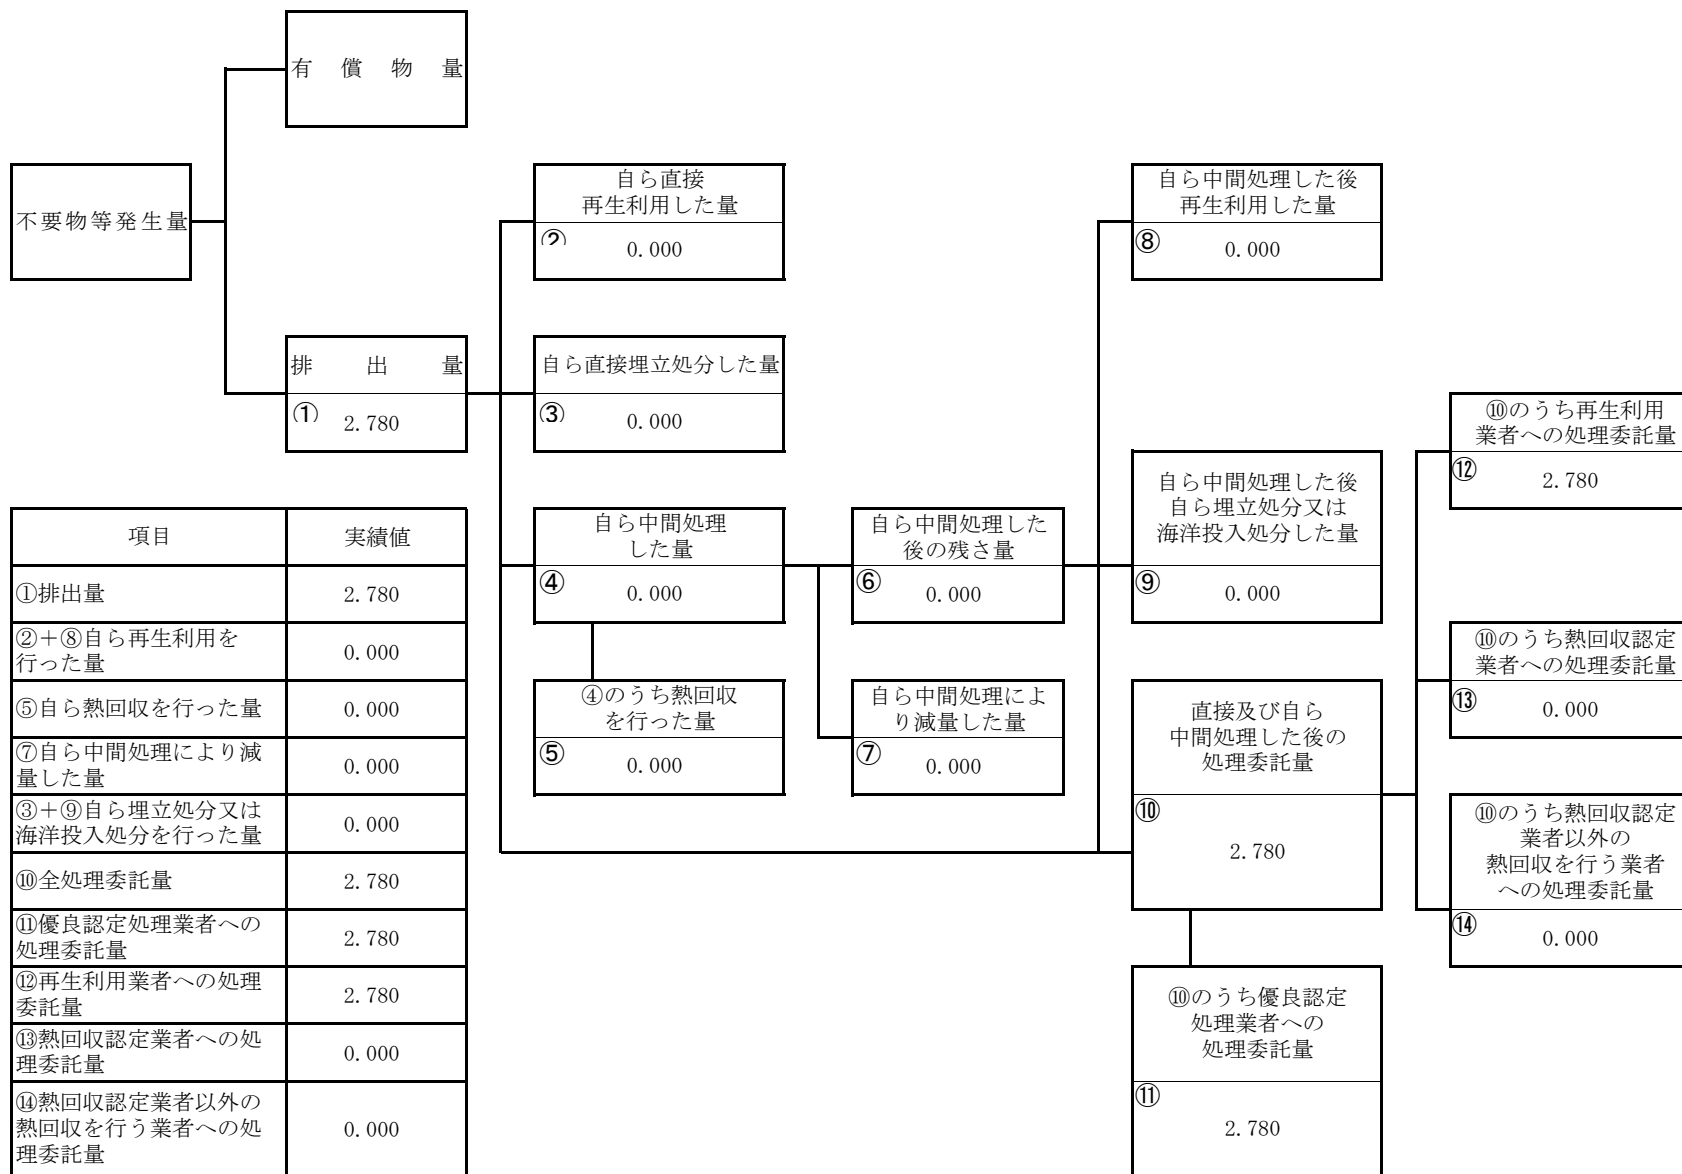 有償物量
不要物等発生量
自ら直接
再生利用した量
②
0.000
自ら中間処理した後
再生利用した量
⑧
0.000
排出量
①
2.780
自ら直接埋立処分した量
③
0.000
⑩のうち再生利用
業者への処理委託量
⑫
2.780
自ら中間処理した後
自ら埋立処分又は
海洋投入処分した量
⑨
0.000
自ら中間処理
した量
④
0.000
自ら中間処理した
後の残さ量
⑥
0.000
⑩のうち熱回収認定
業者への処理委託量
⑬
0.000
④のうち熱回収
を行った量
⑤
0.000
自ら中間処理によ
り減量した量
⑦
0.000
直接及び自ら
中間処理した後の
処理委託量
⑩
2.780
⑩のうち熱回収認定
業者以外の
熱回収を行う業者
への処理委託量
⑭
0.000
⑩のうち優良認定
処理業者への
処理委託量
⑪
2.780
項目 実績値
①排出量 2.780
②+⑧自ら再生利用を
行った量
0.000
⑤自ら熱回収を行った量 0.000
⑦自ら中間処理により減
量した量
0.000
③+⑨自ら埋立処分又は
海洋投入処分を行った量
0.000
⑩全処理委託量 2.780
⑪優良認定処理業者への
処理委託量
2.780
⑫再生利用業者への処理
委託量
2.780
⑬熱回収認定業者への処
理委託量
0.000
⑭熱回収認定業者以外の
熱回収を行う業者への処
理委託量
0.000